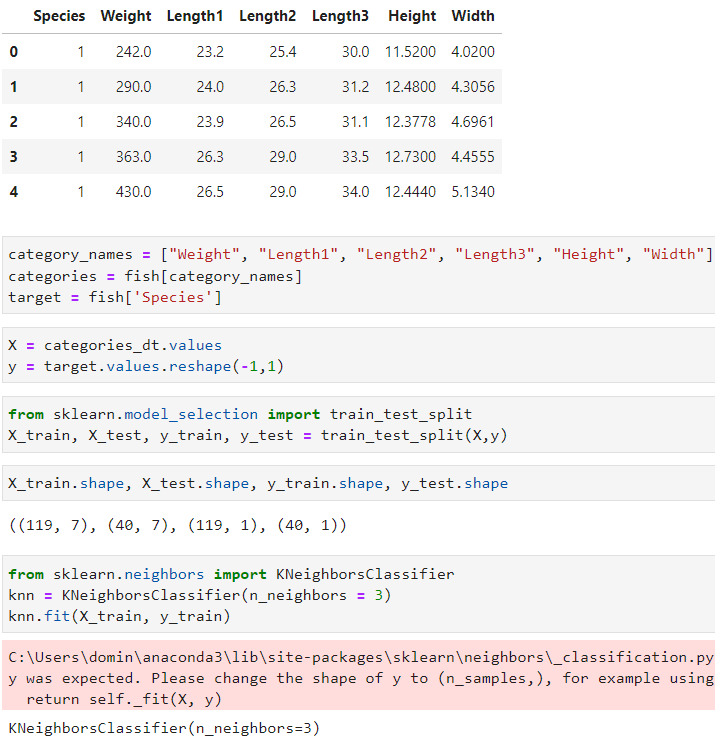 Species Weight Length1 Length2 Length3 Height Width
0 1 242.0 23.2 25.4 30.0 11.5200 4.0200
1 1 290.0 24.0 26.3 31.2 12.4800 4.3056
2 1 340.0 23.9 26.5 31.1 12.3778 4.6961
3 1 363.0 26.3 29.0 33.5 12.7300 4.4555
4 1 430.0 26.5 29.0 34.0 12.4440 5.1340
category_names = ["Weight", "Length1", "Length2", "Length3", "Height", "Width"]
categories = fish[category_names]
target = fish['Species']
X = categories_dt.values
y = target.values.reshape(-1,1)
from sklearn.model_selection import train_test_split
X_train, X_test, y_train, y_test = train_test_split(X,y)
X_train.shape, X_test.shape, y_train.shape, y_test.shape
((119, 7), (40, 7), (119, 1), (40, 1))
from sklearn.neighbors import KNeighborsClassifier
knn = KNeighborsClassifier(n_neighbors = 3)
knn.fit(X_train, y_train)
C:\Users\domin\anaconda3\lib\site-packages\sklearn\neighbors\_classification.py
y was expected. Please change the shape of y to (n_samples,), for example using
return self._fit(X, y)
KNeighborsClassifier(n_neighbors=3)